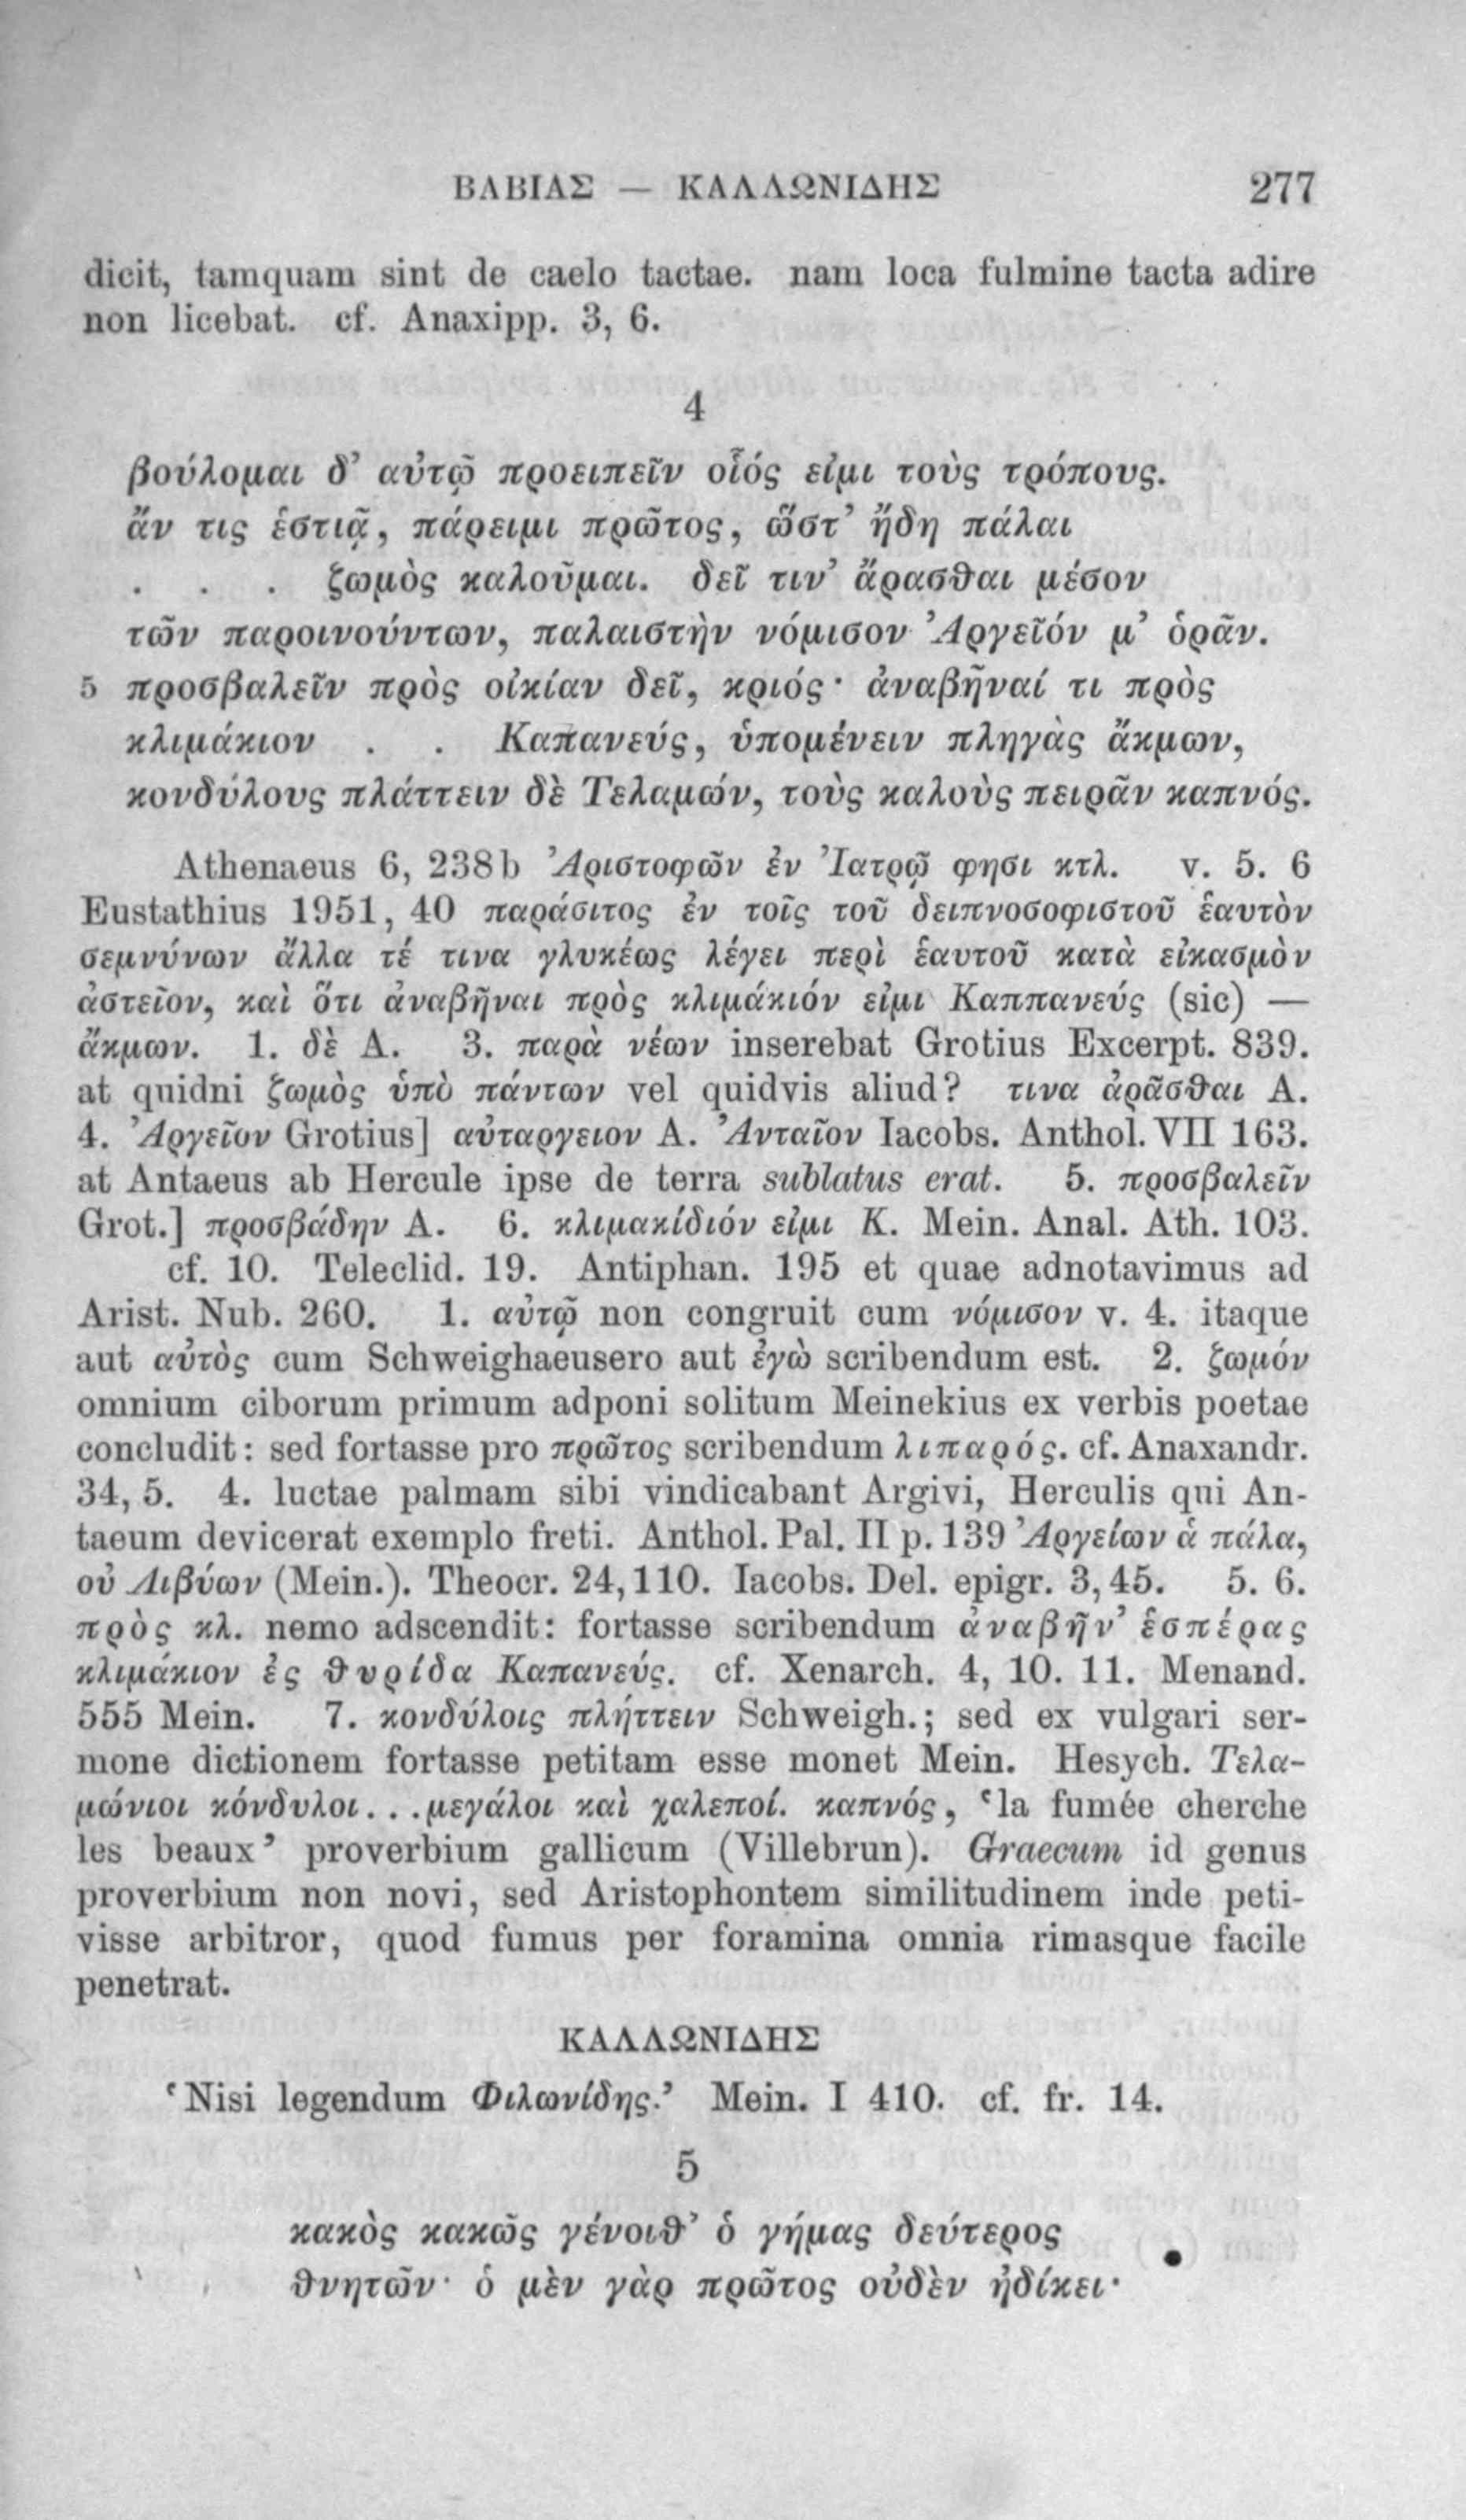 ΒΑΒΙΑΣ — ΚΑΛΛΩΝΙΔΗΣ 277
dicit, tamquam sint de caelo tactae. nam loca fulmine tacta adire
non licebat. cf. Anaxipp. 3, 6.
4
βούλομαι δ’ αὐτῷ προειπεῖν οἷός εἰμι τοὺς τρόπους.
ἄν τις ἑστιᾷ, πάρειμι πρῶτος, ὥστ’ ἤδη πάλαι
. . . ζωμὸς καλοῦμαι. δεῖ τιν’ ἄρασθαι μέσον
τῶν παροινούντων, παλαιστὴν νόμισον Ἀργεῖόν μ’ ὁρᾶν.
5 προσβαλεῖν πρὸς οἰκίαν δεῖ, κριός· ἀναβῆναί τι πρὸς
κλιμάκιον . . Καπανεύς, ὑπομένειν πληγὰς ἄκμων,
κονδύλους πλάττειν δὲ Τελαμών, τοὺς καλοὺς πειρᾶν καπνός.
Athenaeus 6, 238b Ἀριστοφῶν ἐν Ἰατρῷ φησι κτλ. v. 5. 6
Eustathius 1951, 40 παράσιτος ἐν τοῖς τοῦ δειπνοσοφιστοῦ ἑαυτὸν
σεμνύνων ἄλλα τέ τινα γλυκέως λέγει περὶ ἑαυτοῦ κατὰ εἰκασμὸν
ἀστεῖον, καὶ ὅτι ἀναβῆναι πρὸς κλιμάκιόν εἰμι Καππανεύς (sic) —
ἄκμων. 1. δὲ A. 3. παρὰ νέων inserebat Grotius Excerpt. 839.
at quidni ζωμὸς ὑπὸ πάντων vel quidvis aliud? τινα ἀρᾶσθαι A.
4. Ἀργεῖον Grotius] αὐταργειον A. Ἀνταῖον Iacobs. Anthol. VII 163.
at Antaeus ab Hercule ipse de terra sublatus erat. 5. προσβαλεῖν
Grot.] προσβάδην A. 6. κλιμακίδιόν εἰμι K. Mein. Anal. Ath. 103.
cf. 10. Teleclid. 19. Antiphan. 195 et quae adnotavimus ad
Arist. Nub. 260. 1. αὐτῷ non congruit cum νόμισον v. 4. itaque
aut αὐτὸς cum Schweighaeusero aut ἐγὼ scribendum est. 2. ζωμόν
omnium ciborum primum adponi solitum Meinekius ex verbis poetae
concludit: sed fortasse pro πρῶτος scribendum λιπαρός. cf. Anaxandr.
34, 5. 4. luctae palmam sibi vindicabant Argivi, Herculis qui An-
taeum devicerat exemplo freti. Anthol. Pal. II p. 139 Ἀργείων ἁ πάλα,
οὐ Λιβύων (Mein.). Theocr. 24, 110. Iacobs. Del. epigr. 3, 45. 5. 6.
πρὸς κλ. nemo adscendit: fortasse scribendum ἀναβῆν’ ἑσπέρας
κλιμάκιον ἐς θυρίδα Καπανεύς. cf. Xenarch. 4, 10. 11. Menand.
555 Mein. 7. κονδύλοις πλήττειν Schweigh.; sed ex vulgari ser-
mone dictionem fortasse petitam esse monet Mein. Hesych. Τελα-
μώνιοι κόνδυλοι...μεγάλοι καὶ χαλεποί. καπνός, ‘la fumée cherche
les beaux’ proverbium gallicum (Villebrun). Graecum id genus
proverbium non novi, sed Aristophontem similitudinem inde peti-
visse arbitror, quod fumus per foramina omnia rimasque facile
penetrat.
ΚΑΛΛΩΝΙΔΗΣ
‘Nisi legendum Φιλωνίδης.’ Mein. I 410. cf. fr. 14.
5
κακὸς κακῶς γένοιθ’ ὁ γήμας δεύτερος
θνητῶν· ὁ μὲν γὰρ πρῶτος οὐδὲν ἠδίκει·